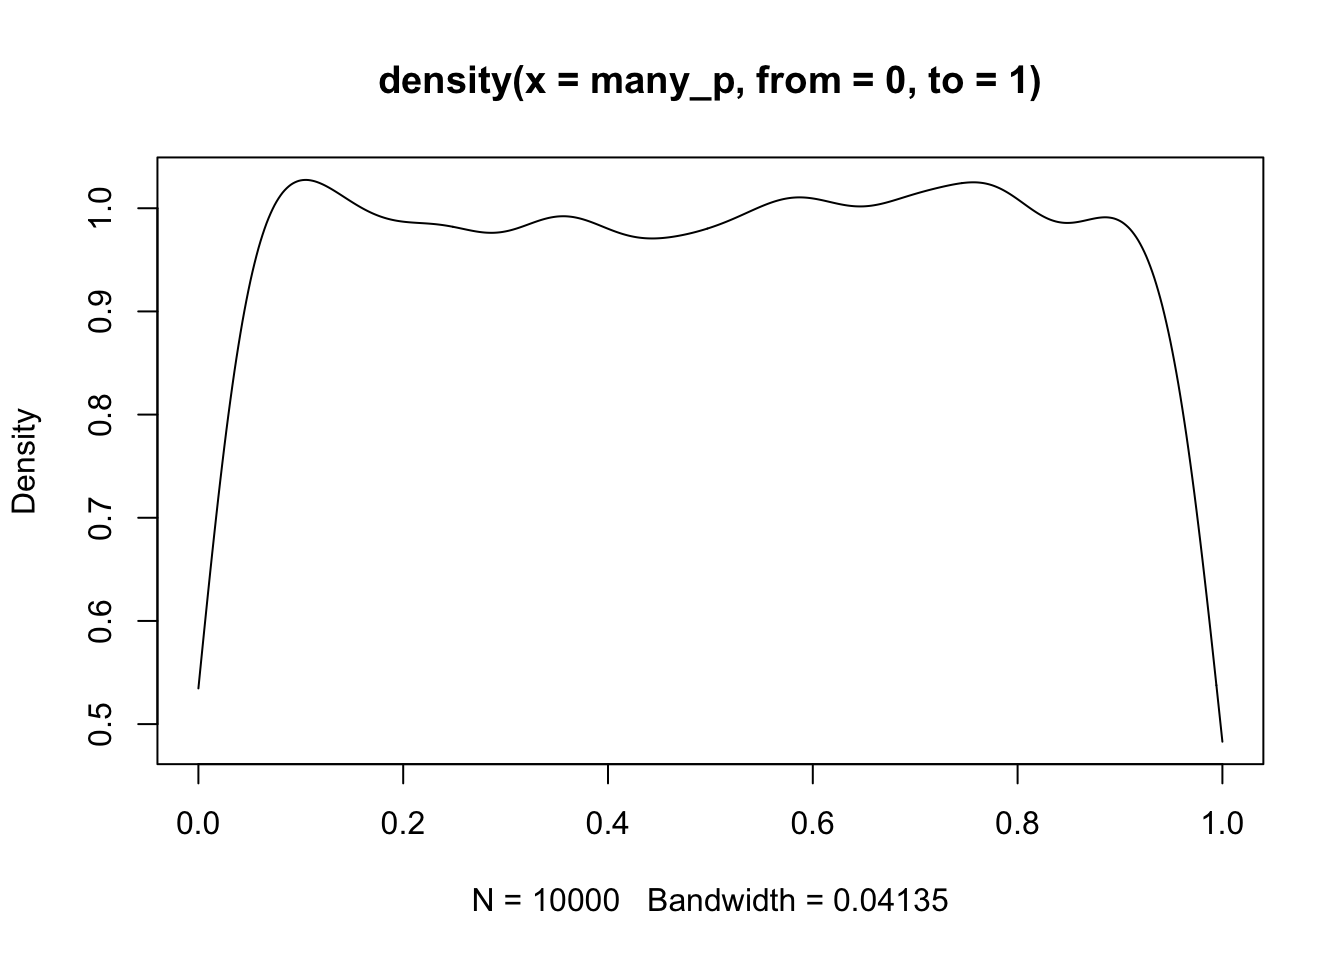 density(x = many_p, from = 0, to = 1)
Density
1.0
0.9
0.8
0.7
0.6
0.5
0.0 0.2 0.4 0.6 0.8 1.0
N = 10000 Bandwidth = 0.04135